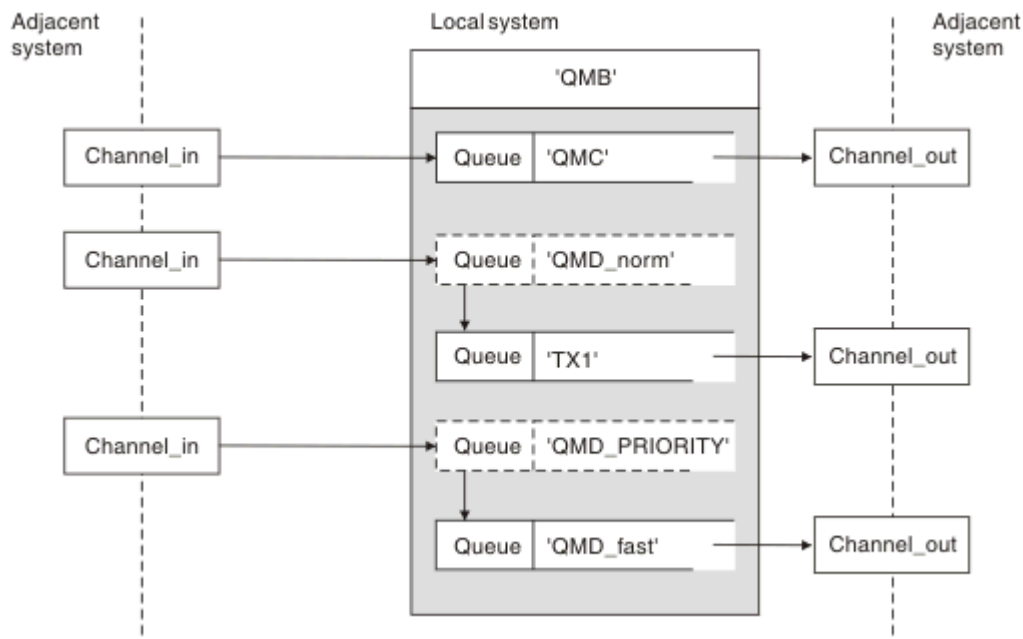 Adjacent
system
Local system
Adjacent
system
'QMB'
Channel_in
Queue 'QMC'
Channel_out
Channel_in
Queue 'QMD_norm'
Queue 'TX1'
Channel_out
Channel_in
Queue 'QMD_PRIORITY'
Queue 'QMD_fast'
Channel_out